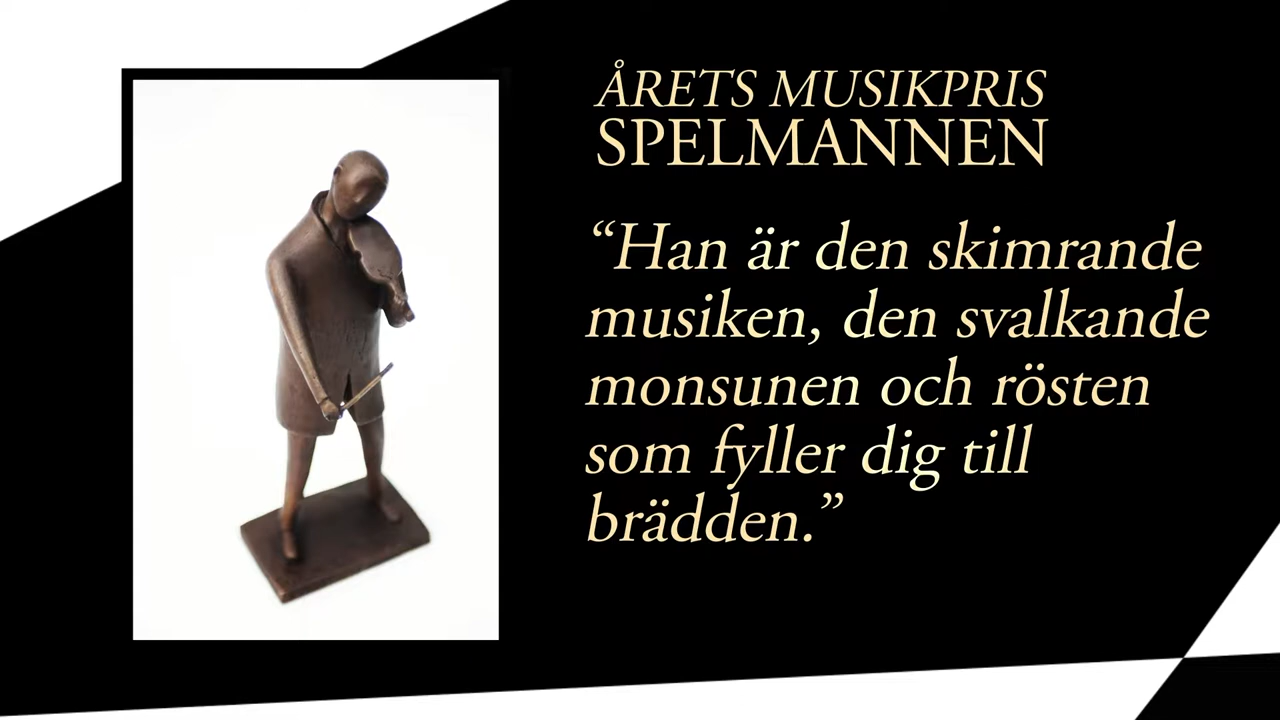 ÅRETS MUSIKPRIS
SPELMANNEN
“Han är den skimrande
musiken, den svalkande
monsunen och rösten
som fyller dig till
brädden.”